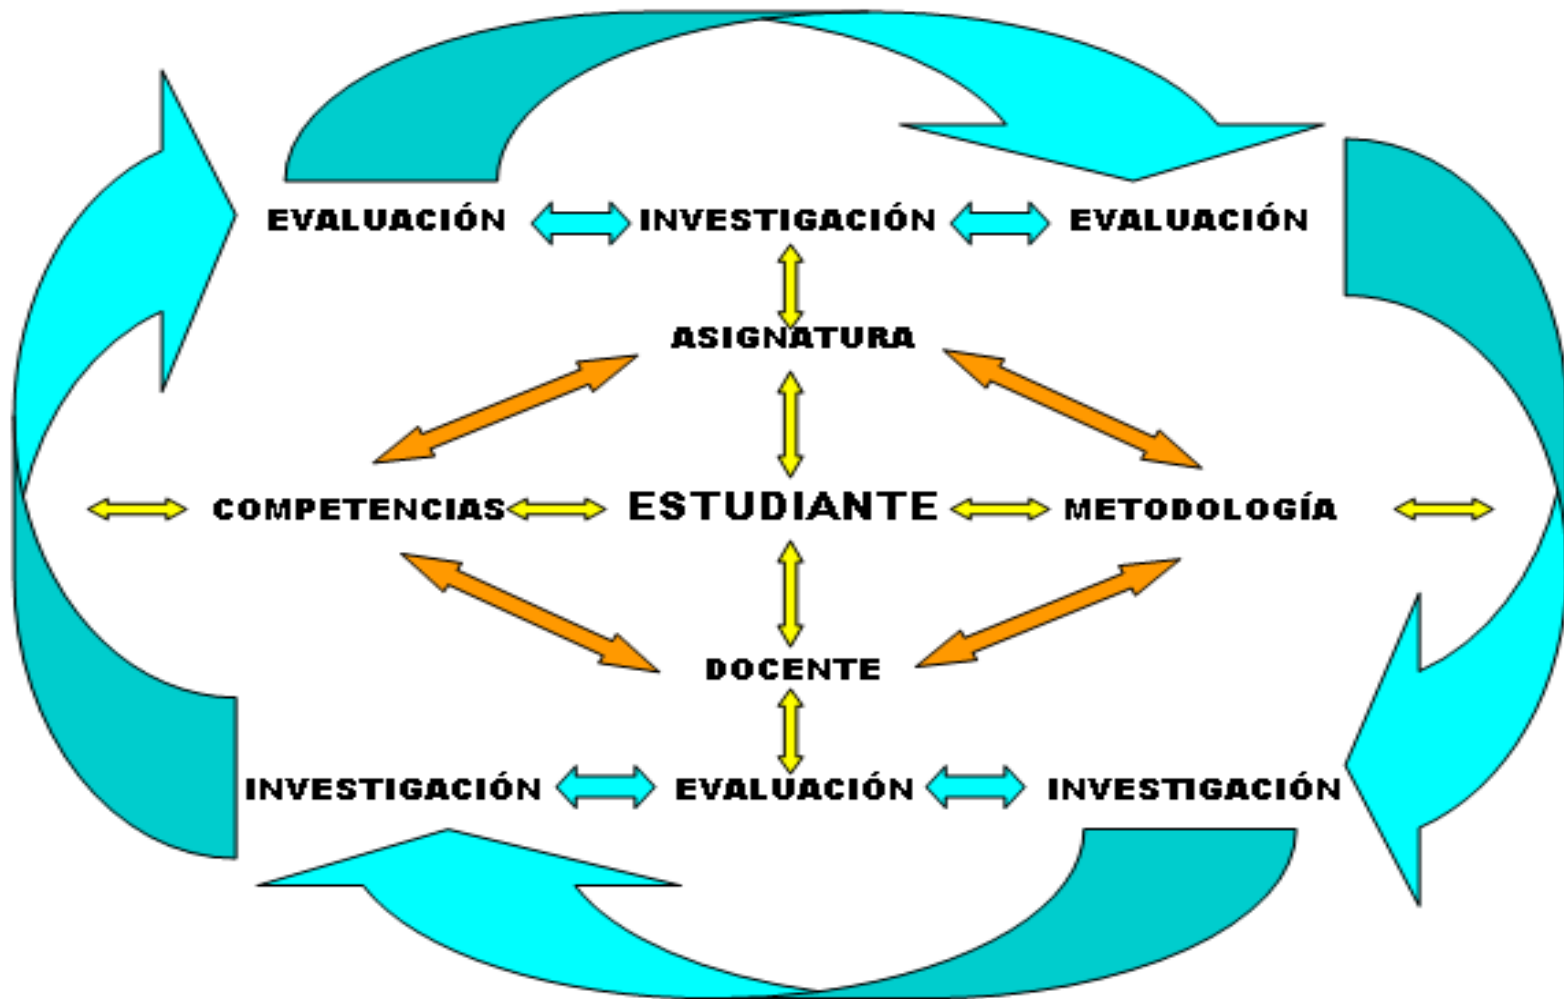 EVALUACIÓN INVESTIGACIÓN EVALUACIÓN
ASIGNATURA
COMPETENCIAS ESTUDIANTE METODOLOGÍA
DOCENTE
INVESTIGACIÓN EVALUACIÓN INVESTIGACIÓN